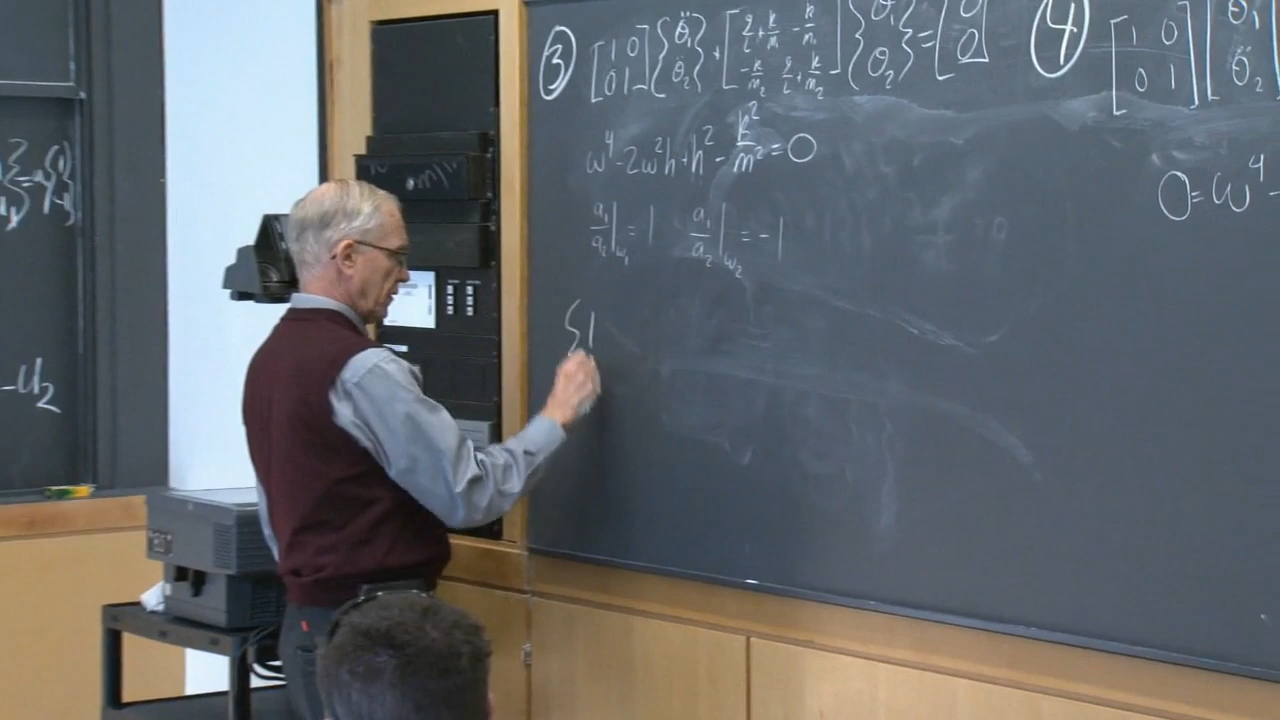 ③ [1 0; 0 1] {θ̈₁; θ̈₂} + [g/L + k/m₁  -k/m₁; -k/m₂  g/L + k/m₂] {θ₁; θ₂} = {0; 0}
ω⁴ - 2ω²h + h² - k²/m² = 0
a₁/a₂|ω₁ = 1   a₁/a₂|ω₂ = -1
④ [1 0; 0 1] {θ̈₁; θ̈₂
0 = ω⁴ -
-U₂